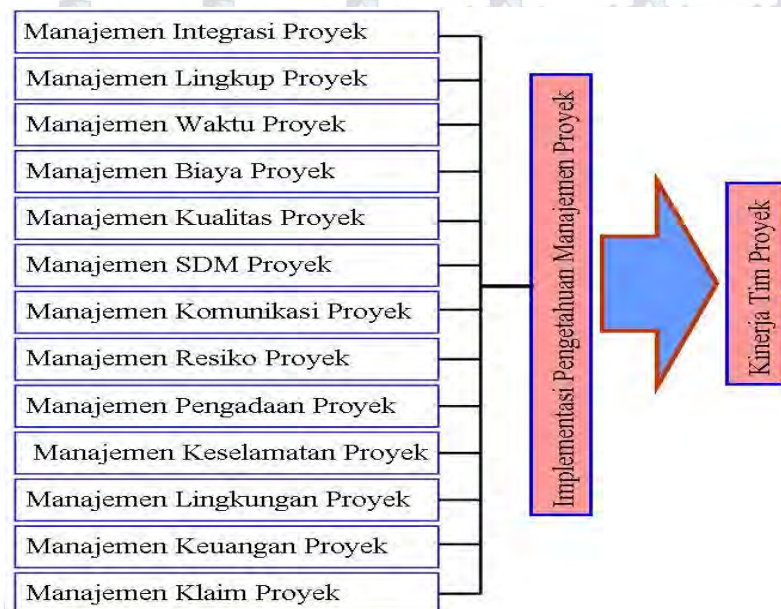 Manajemen Integrasi Proyek
Manajemen Lingkup Proyek
Manajemen Waktu Proyek
Manajemen Biaya Proyek
Manajemen Kualitas Proyek
Manajemen SDM Proyek
Manajemen Komunikasi Proyek
Manajemen Resiko Proyek
Manajemen Pengadaan Proyek
Manajemen Keselamatan Proyek
Manajemen Lingkungan Proyek
Manajemen Keuangan Proyek
Manajemen Klaim Proyek
Implementasi Pengetahuan Manajemen Proyek
Kinerja Tim Proyek